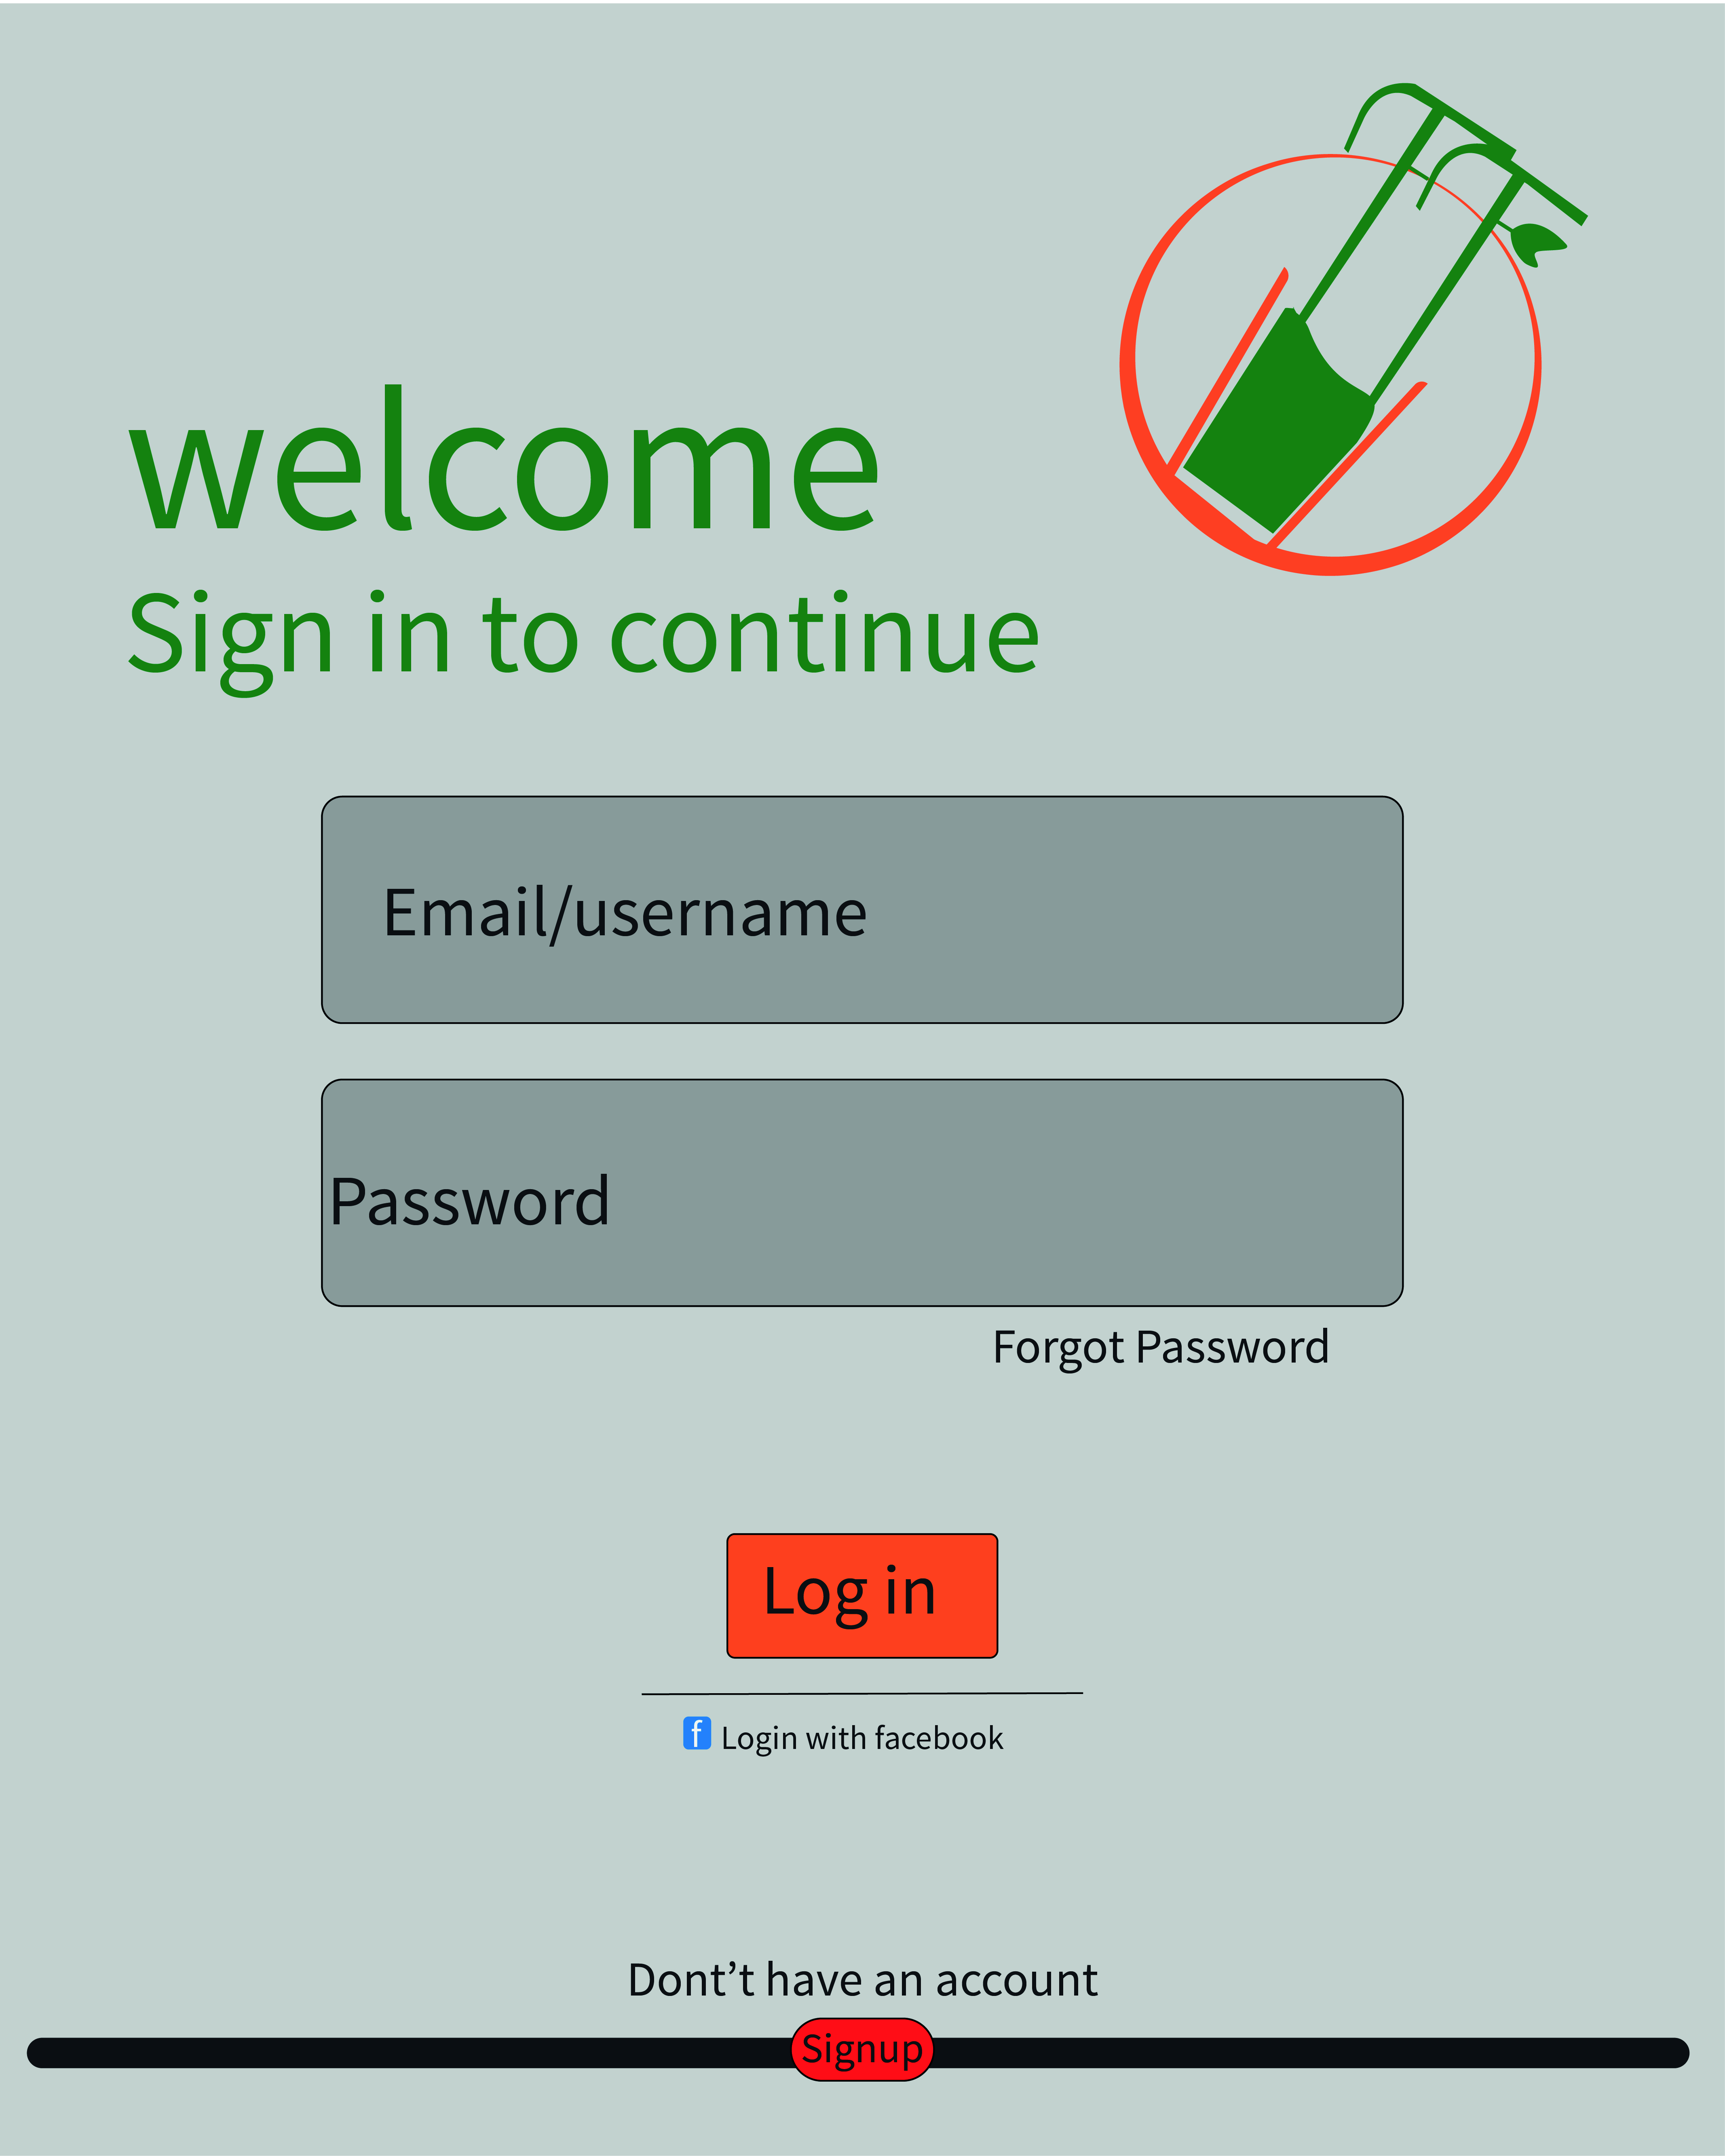 welcome
Sign in to continue
Email/username
Password
Forgot Password
Log in
f Login with facebook
Dont’t have an account
Signup